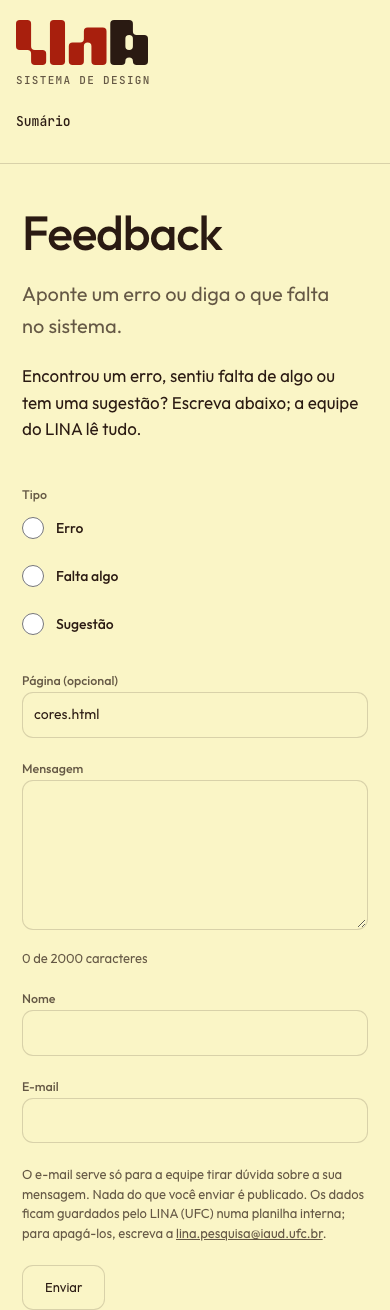 LINA
SISTEMA DE DESIGN
Sumário
Feedback
Aponte um erro ou diga o que falta
no sistema.
Encontrou um erro, sentiu falta de algo ou
tem uma sugestão? Escreva abaixo; a equipe
do LINA lê tudo.
Tipo
Erro
Falta algo
Sugestão
Página (opcional)
cores.html
Mensagem
0 de 2000 caracteres
Nome
E-mail
O e-mail serve só para a equipe tirar dúvida sobre a sua
mensagem. Nada do que você enviar é publicado. Os dados
ficam guardados pelo LINA (UFC) numa planilha interna;
para apagá-los, escreva a lina.pesquisa@iaud.ufc.br.
Enviar